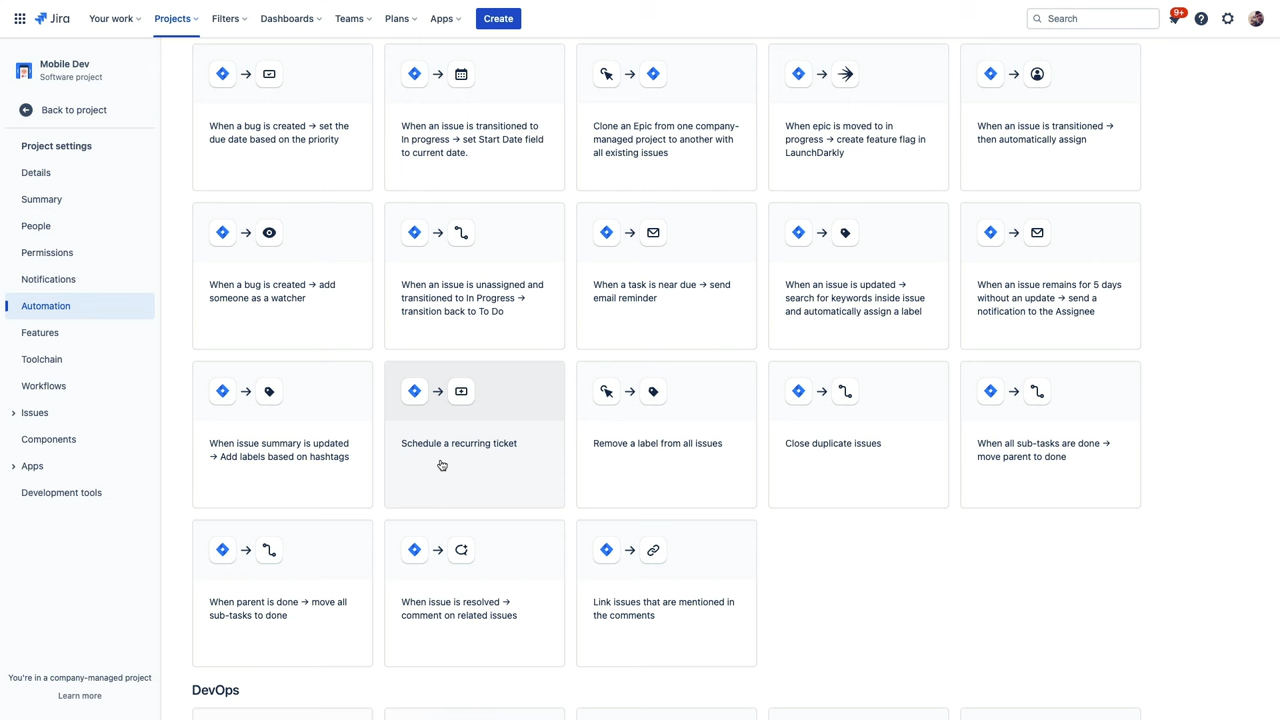 Jira
Your work
Projects
Filters
Dashboards
Teams
Plans
Apps
Create
Search
9+
Mobile Dev
Software project
Back to project
Project settings
Details
Summary
People
Permissions
Notifications
Automation
Features
Toolchain
Workflows
Issues
Components
Apps
Development tools
You're in a company-managed project
Learn more
When a bug is created → set the
due date based on the priority
When an issue is transitioned to
In progress → set Start Date field
to current date.
Clone an Epic from one company-
managed project to another with
all existing issues
When epic is moved to in
progress → create feature flag in
LaunchDarkly
When an issue is transitioned →
then automatically assign
When a bug is created → add
someone as a watcher
When an issue is unassigned and
transitioned to In Progress →
transition back to To Do
When a task is near due → send
email reminder
When an issue is updated →
search for keywords inside issue
and automatically assign a label
When an issue remains for 5 days
without an update → send a
notification to the Assignee
When issue summary is updated
→ Add labels based on hashtags
Schedule a recurring ticket
Remove a label from all issues
Close duplicate issues
When all sub-tasks are done →
move parent to done
When parent is done → move all
sub-tasks to done
When issue is resolved →
comment on related issues
Link issues that are mentioned in
the comments
DevOps